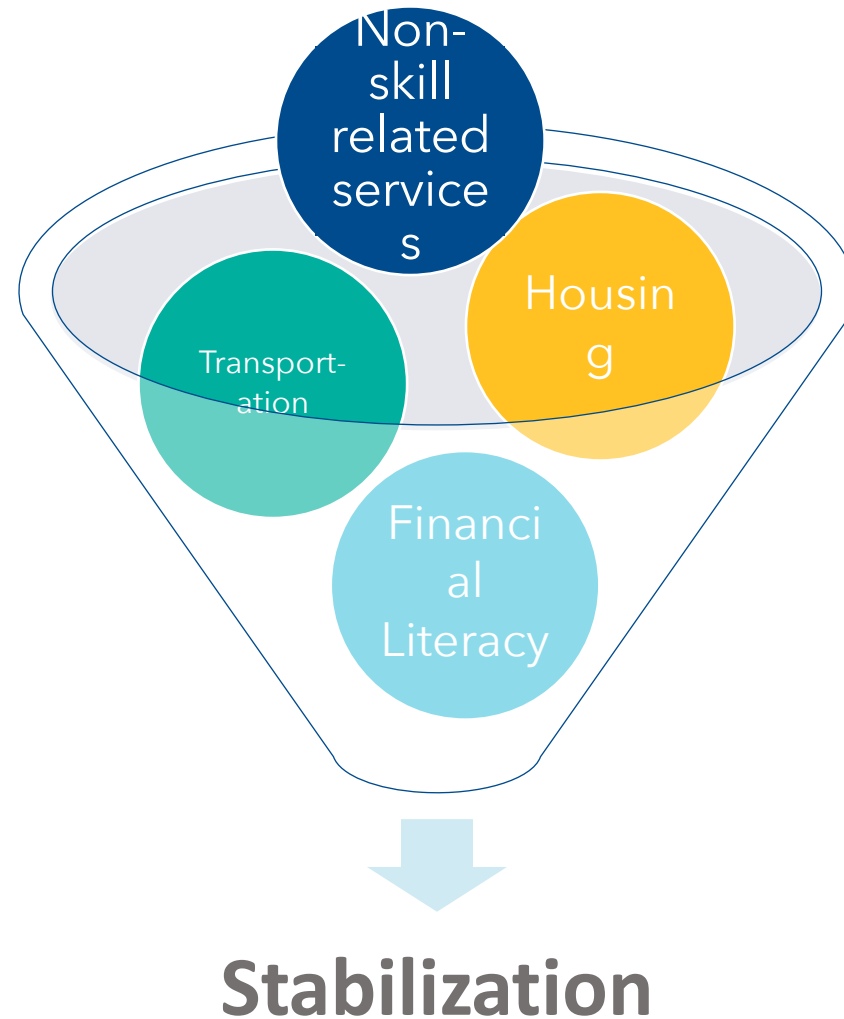 Non-
skill
related
service
s
Housin
g
Transport-
ation
Financi
al
Literacy
Stabilization